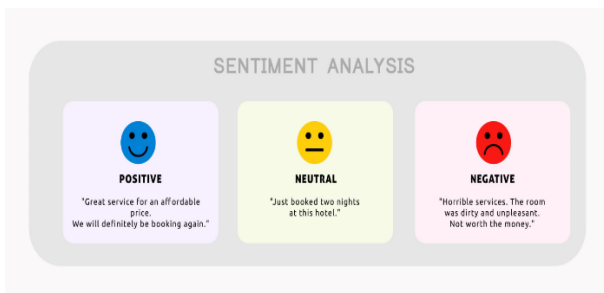 SENTIMENT ANALYSIS
POSITIVE
"Great service for an affordable
price.
We will definitely be booking again."
NEUTRAL
"Just booked two nights
at this hotel."
NEGATIVE
"Horrible services. The room
was dirty and unpleasant.
Not worth the money."